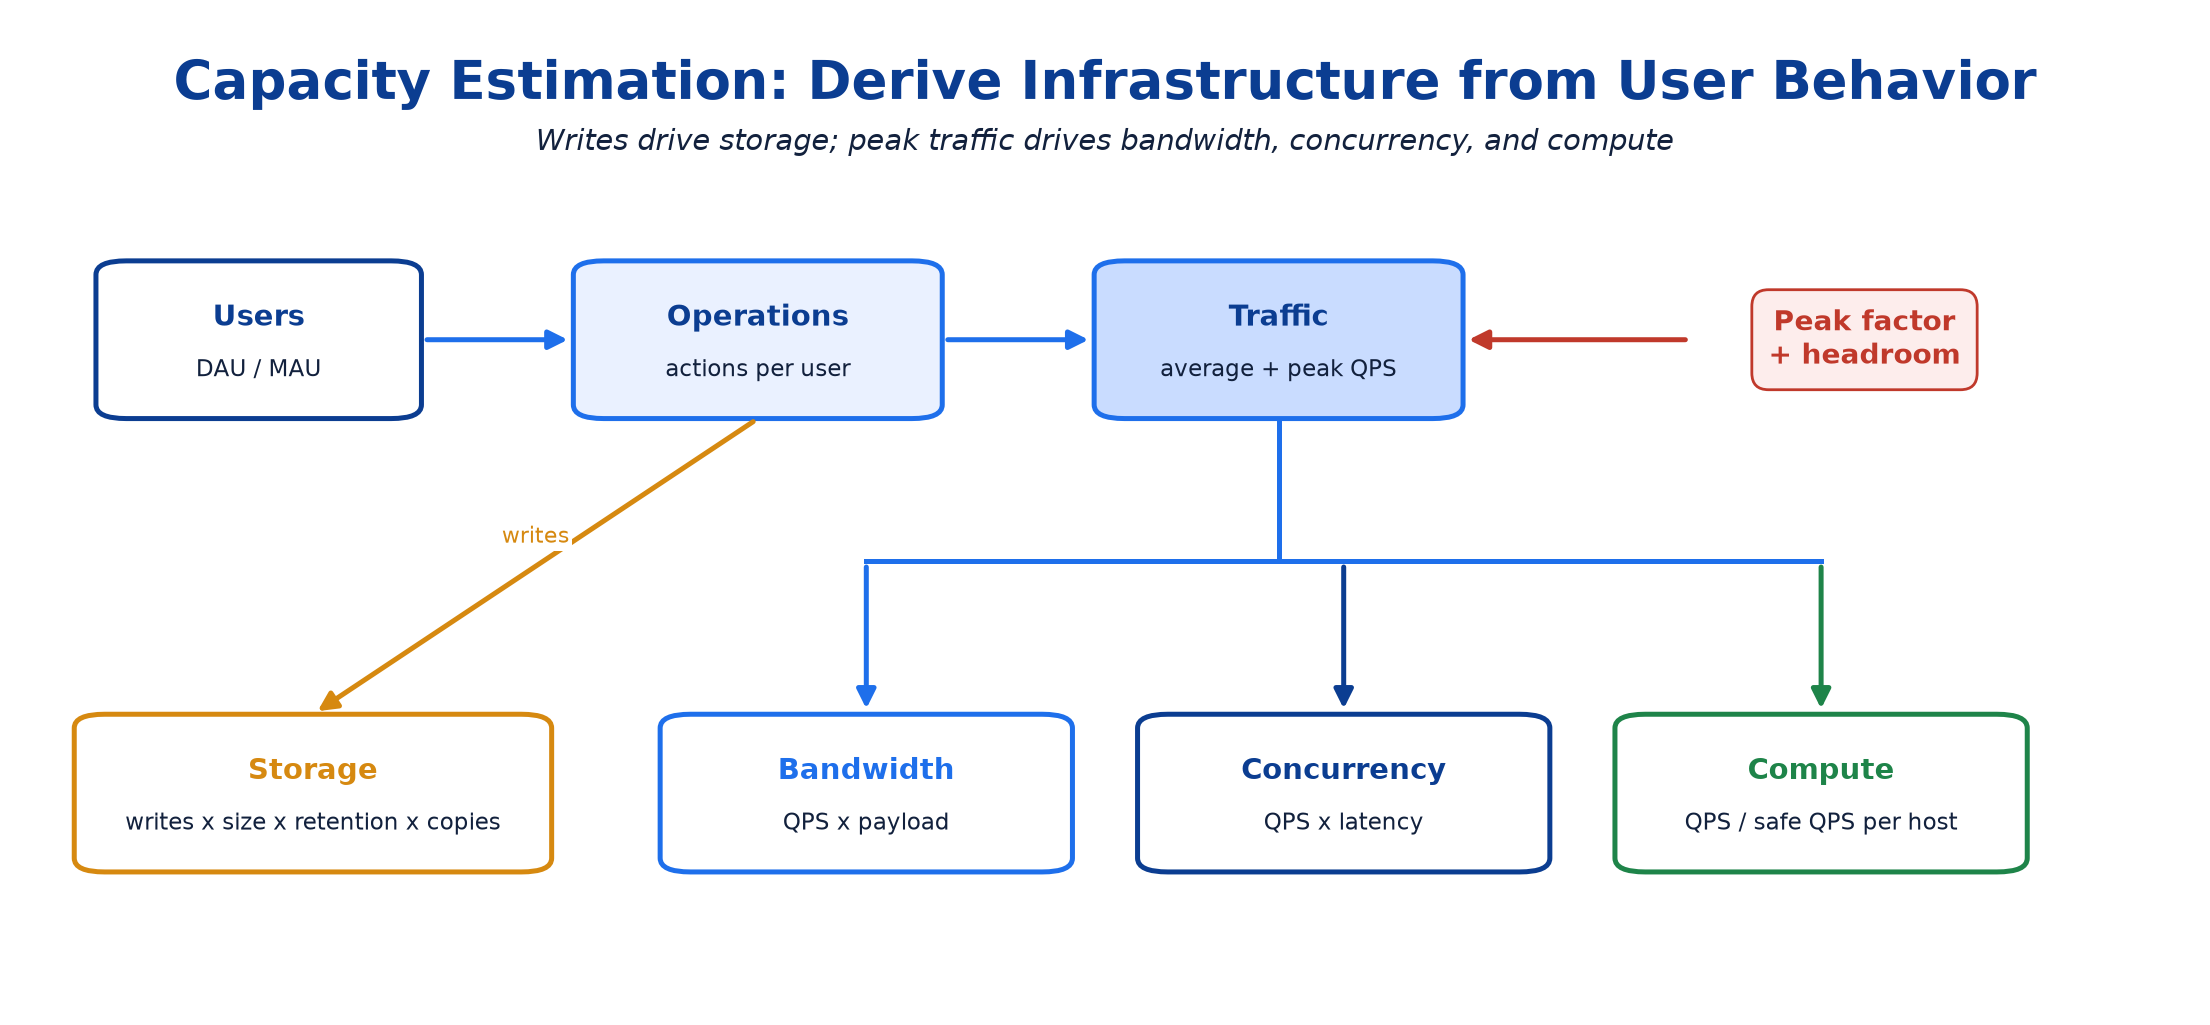 Capacity Estimation: Derive Infrastructure from User Behavior
Writes drive storage; peak traffic drives bandwidth, concurrency, and compute
Users
DAU / MAU
Operations
actions per user
Traffic
average + peak QPS
Peak factor
+ headroom
writes
Storage
writes x size x retention x copies
Bandwidth
QPS x payload
Concurrency
QPS x latency
Compute
QPS / safe QPS per host